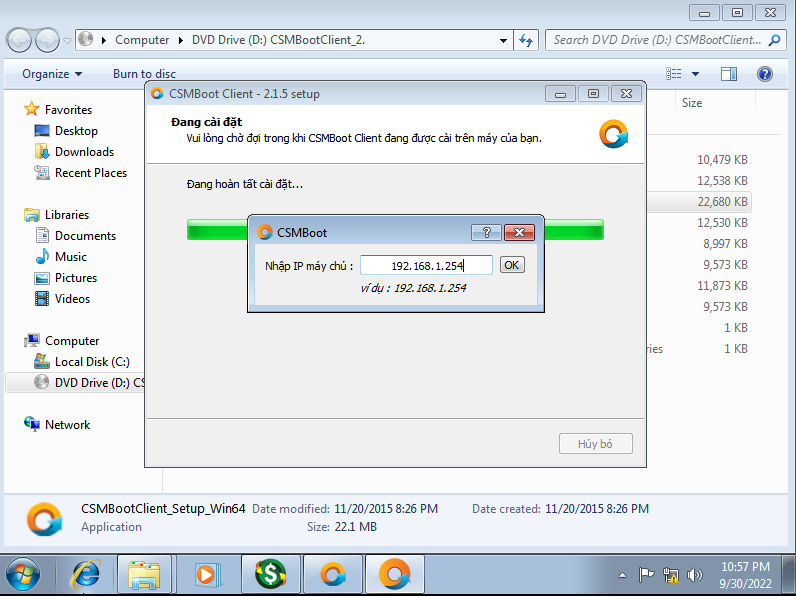 Computer
DVD Drive (D:) CSMBootClient_2.
Search DVD Drive (D:) CSMBootClient...
Organize
Burn to disc
Favorites
Desktop
Downloads
Recent Places
Libraries
Documents
Music
Pictures
Videos
Computer
Local Disk (C:)
DVD Drive (D:) CS
Network
CSMBoot Client - 2.1.5 setup
Đang cài đặt
Vui lòng chờ đợi trong khi CSMBoot Client đang được cài trên máy của bạn.
Đang hoàn tất cài đặt...
CSMBoot
Nhập IP máy chủ :
192.168.1.254
OK
ví dụ : 192.168.1.254
Hủy bỏ
Size
10,479 KB
12,538 KB
22,680 KB
12,530 KB
8,997 KB
9,573 KB
11,873 KB
9,573 KB
1 KB
ries
1 KB
CSMBootClient_Setup_Win64 Date modified: 11/20/2015 8:26 PM Date created: 11/20/2015 8:26 PM
Application Size: 22.1 MB
10:57 PM
9/30/2022